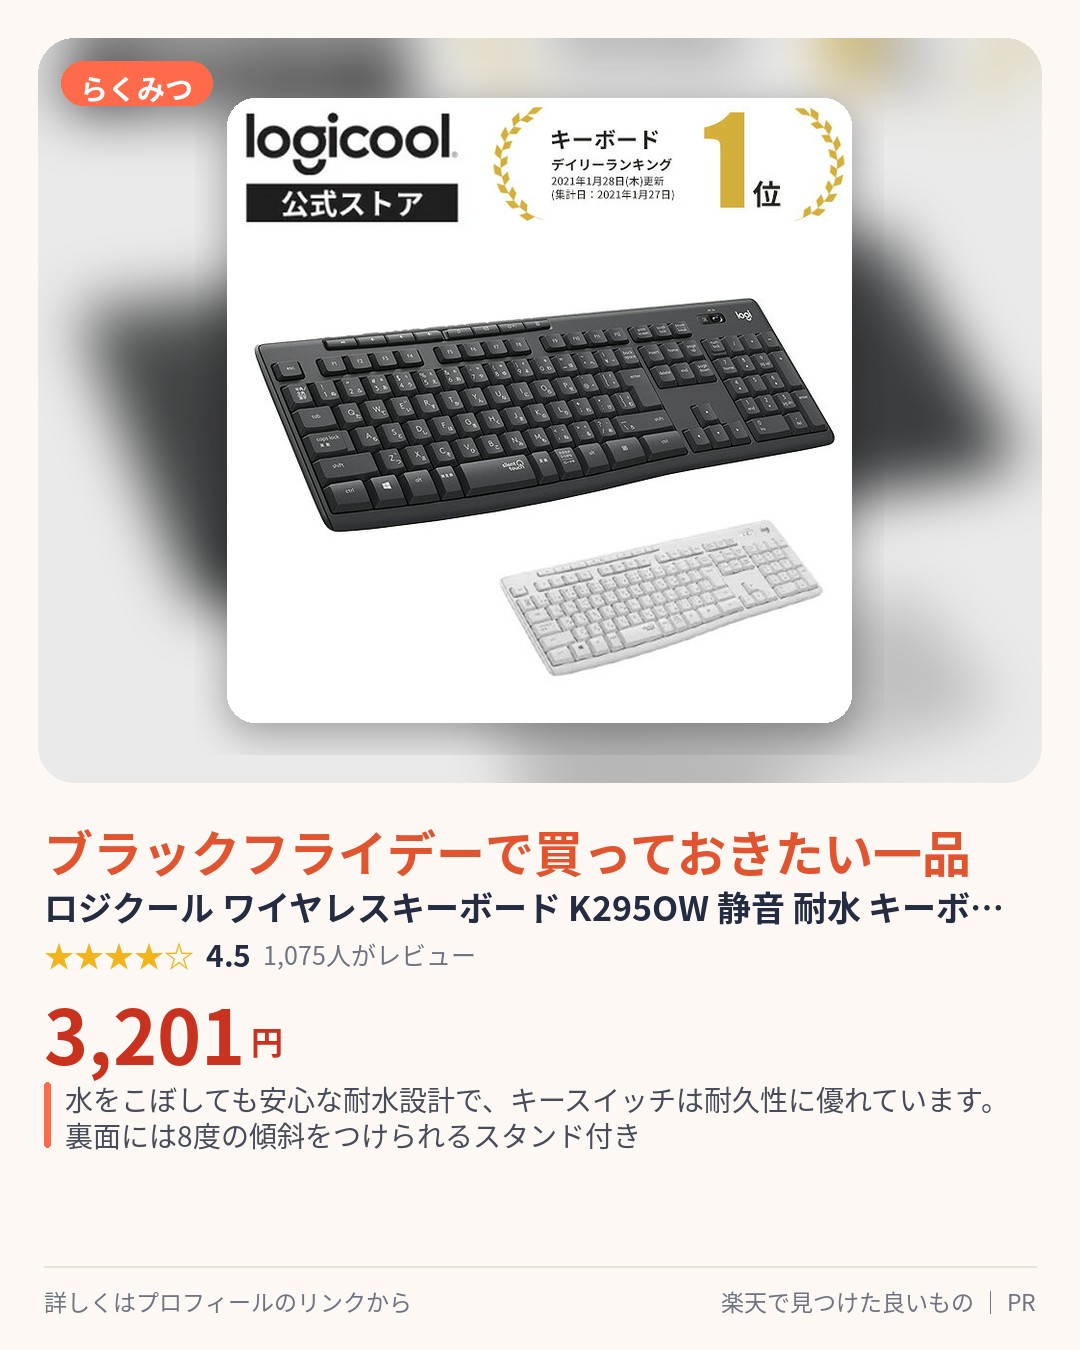 らくみつ
logicool
公式ストア
キーボード
デイリーランキング
2021年1月28日(木)更新
(集計日：2021年1月27日)
1位
logi
silent touch
ブラックフライデーで買っておきたい一品
ロジクール ワイヤレスキーボード K295OW 静音 耐水 キーボ…
★★★★☆ 4.5 1,075人がレビュー
3,201円
水をこぼしても安心な耐水設計で、キースイッチは耐久性に優れています。
裏面には8度の傾斜をつけられるスタンド付き
詳しくはプロフィールのリンクから
楽天で見つけた良いもの｜PR